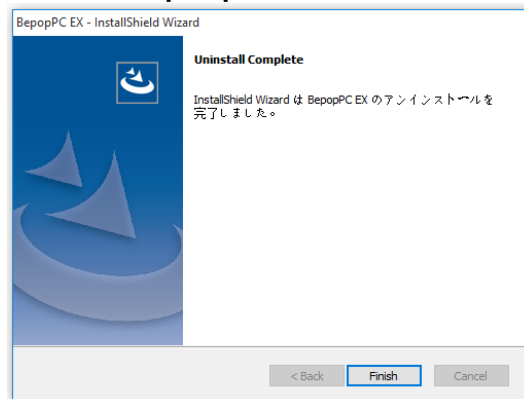 BepopPC EX - InstallShield Wizard
Uninstall Complete
InstallShield Wizard は BepopPC EX のアンインストールを
完了しました。
< Back
Finish
Cancel